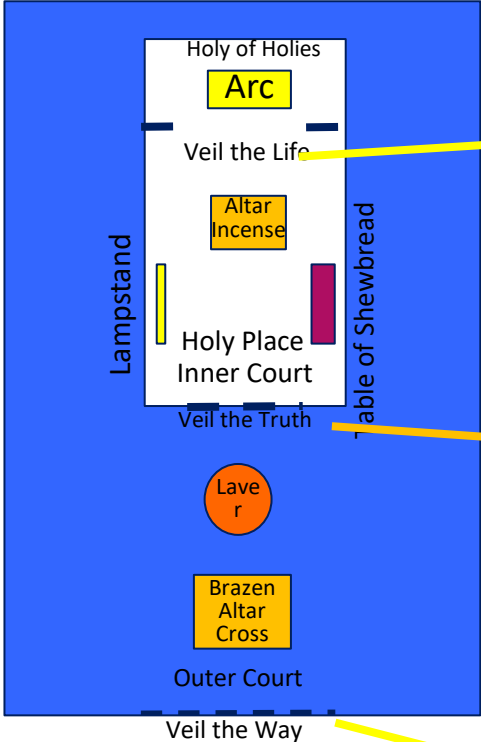 Holy of Holies
Arc
Veil the Life
Altar
Incense
Lampstand
Table of Shewbread
Holy Place
Inner Court
Veil the Truth
Lave
r
Brazen
Altar
Cross
Outer Court
Veil the Way